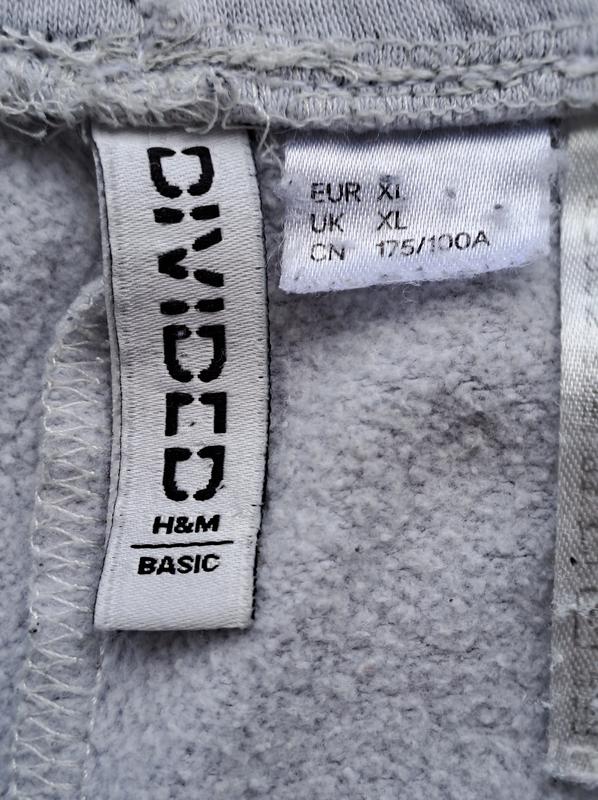 DIVIDED
H&M
BASIC
EUR XL
UK XL
CN 175/100A